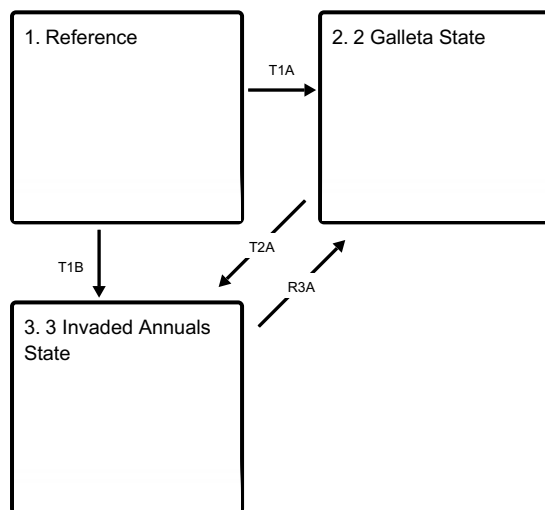 1. Reference
2. 2 Galleta State
T1A
T2A
T1B
R3A
3. 3 Invaded Annuals
State